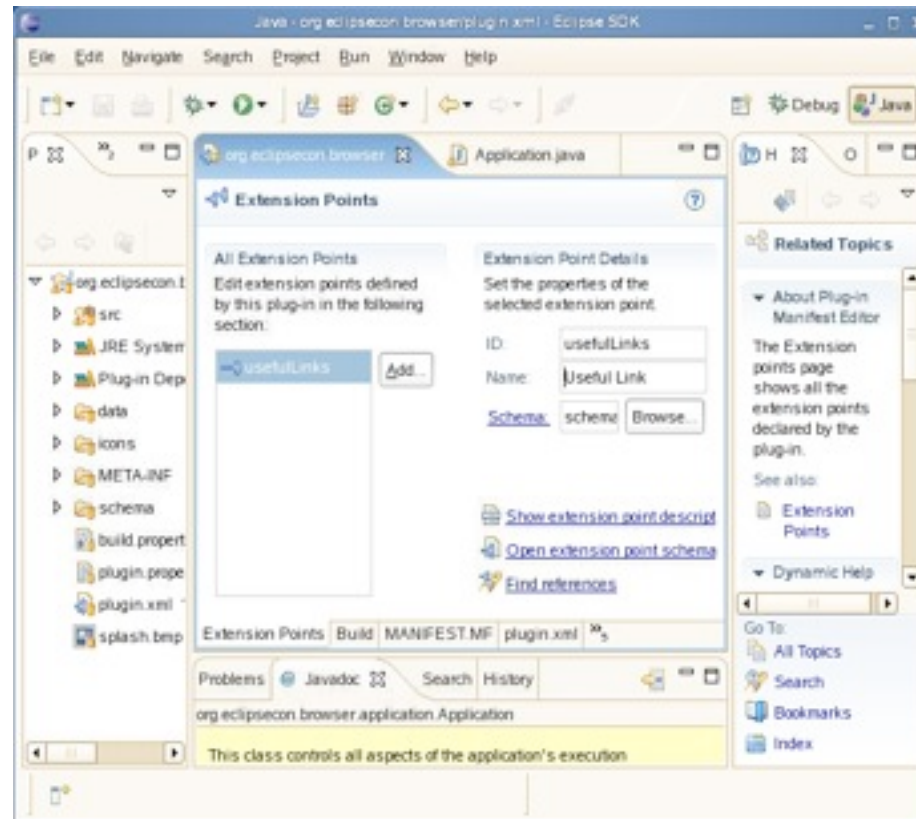 Java - org.eclipsecon.browser/plugin.xml - Eclipse SDK
File Edit Navigate Search Project Run Window Help
Debug Java
P
org.eclipsecon.browser
Application.java
H
Extension Points
All Extension Points
Edit extension points defined
by this plug-in in the following
section:
usefulLinks
Add...
Extension Point Details
Set the properties of the
selected extension point.
ID: usefulLinks
Name: Useful Link
Schema: schema Browse...
Show extension point descript
Open extension point schema
Find references
Extension Points Build MANIFEST.MF plugin.xml »5
org.eclipsecon.t
src
JRE System
Plug-in Dep
data
icons
META-INF
schema
build.propert
plugin.prope
plugin.xml
splash.bmp
Related Topics
About Plug-in
Manifest Editor
The Extension
points page
shows all the
extension points
declared by the
plug-in.
See also:
Extension
Points
Dynamic Help
Go To:
All Topics
Search
Bookmarks
Index
Problems Javadoc Search History
org.eclipsecon.browser.application.Application
This class controls all aspects of the application's execution